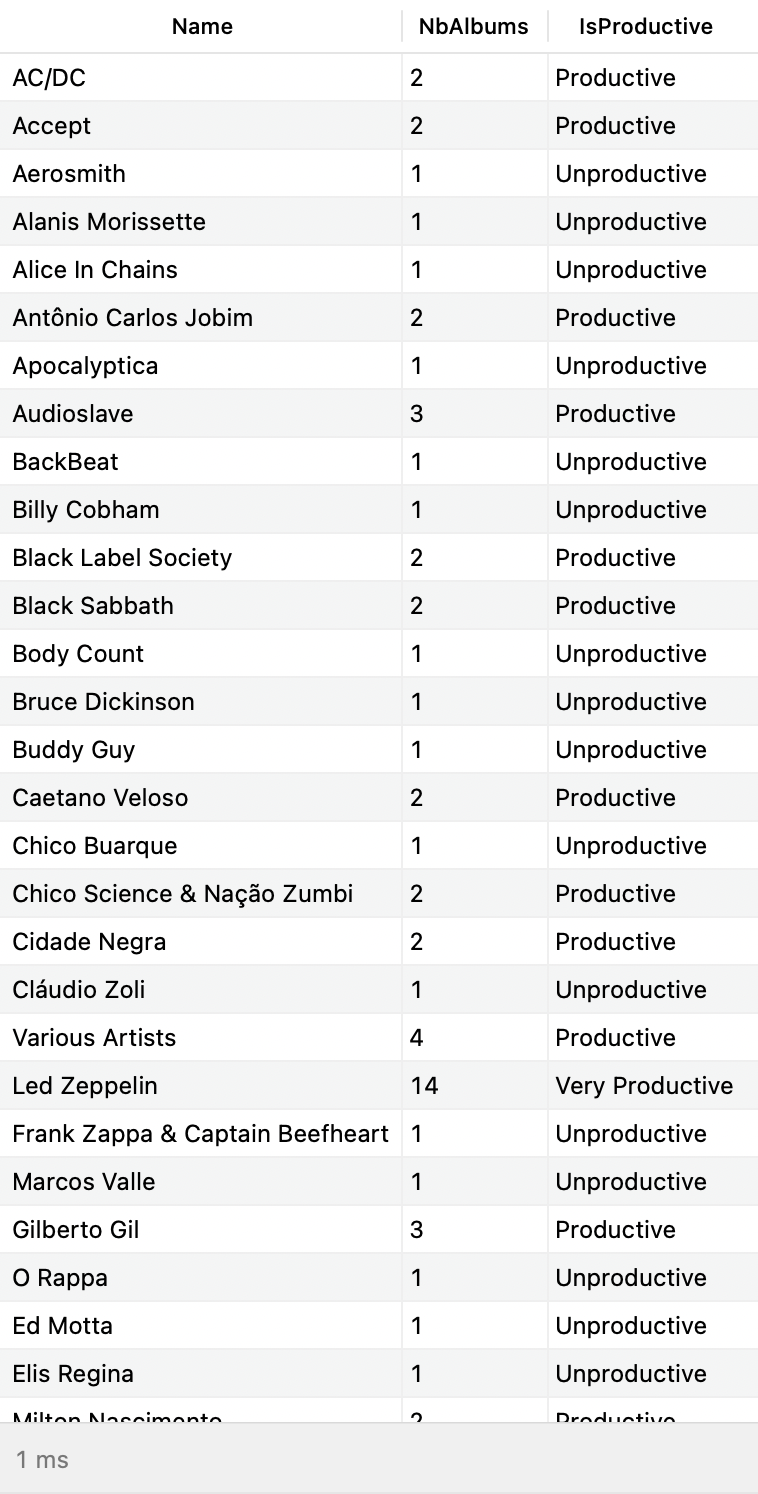 Name NbAlbums IsProductive
AC/DC 2 Productive
Accept 2 Productive
Aerosmith 1 Unproductive
Alanis Morissette 1 Unproductive
Alice In Chains 1 Unproductive
Antônio Carlos Jobim 2 Productive
Apocalyptica 1 Unproductive
Audioslave 3 Productive
BackBeat 1 Unproductive
Billy Cobham 1 Unproductive
Black Label Society 2 Productive
Black Sabbath 2 Productive
Body Count 1 Unproductive
Bruce Dickinson 1 Unproductive
Buddy Guy 1 Unproductive
Caetano Veloso 2 Productive
Chico Buarque 1 Unproductive
Chico Science & Nação Zumbi 2 Productive
Cidade Negra 2 Productive
Cláudio Zoli 1 Unproductive
Various Artists 4 Productive
Led Zeppelin 14 Very Productive
Frank Zappa & Captain Beefheart 1 Unproductive
Marcos Valle 1 Unproductive
Gilberto Gil 3 Productive
O Rappa 1 Unproductive
Ed Motta 1 Unproductive
Elis Regina 1 Unproductive
Milton Nascimento 2 Productive
1 ms